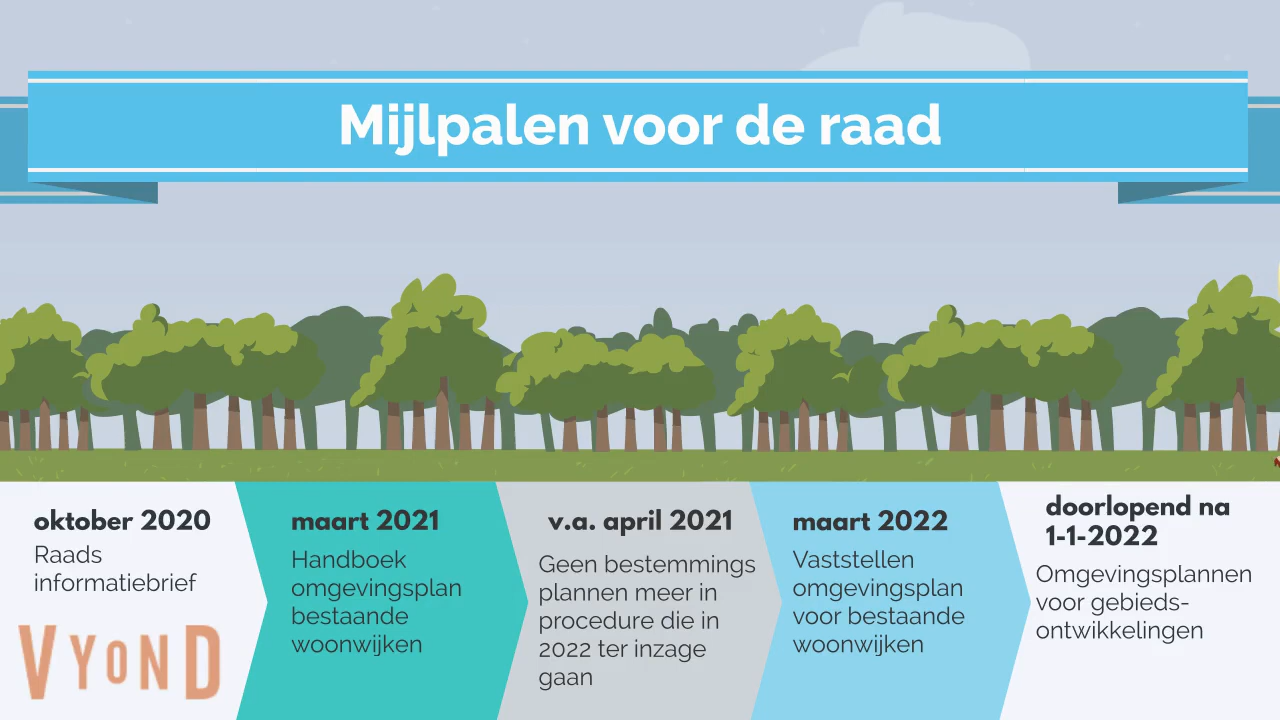 Mijlpalen voor de raad
oktober 2020
Raads
informatiebrief
VYOND
maart 2021
Handboek
omgevingsplan
bestaande
woonwijken
v.a. april 2021
Geen bestemmings
plannen meer in
procedure die in
2022 ter inzage
gaan
maart 2022
Vaststellen
omgevingsplan
voor bestaande
woonwijken
doorlopend na
1-1-2022
Omgevingsplannen
voor gebieds-
ontwikkelingen